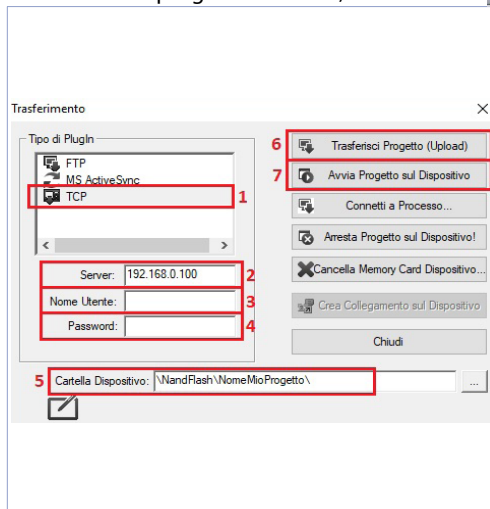 Trasferimento
Tipo di PlugIn
FTP
MS ActiveSync
TCP
1
Server: 192.168.0.100 2
Nome Utente: 3
Password: 4
5 Cartella Dispositivo: \NandFlash\NomeMioProgetto\ ...
6 Trasferisci Progetto (Upload)
7 Avvia Progetto sul Dispositivo
Connetti a Processo...
Arresta Progetto sul Dispositivo!
Cancella Memory Card Dispositivo...
Crea Collegamento sul Dispositivo
Chiudi